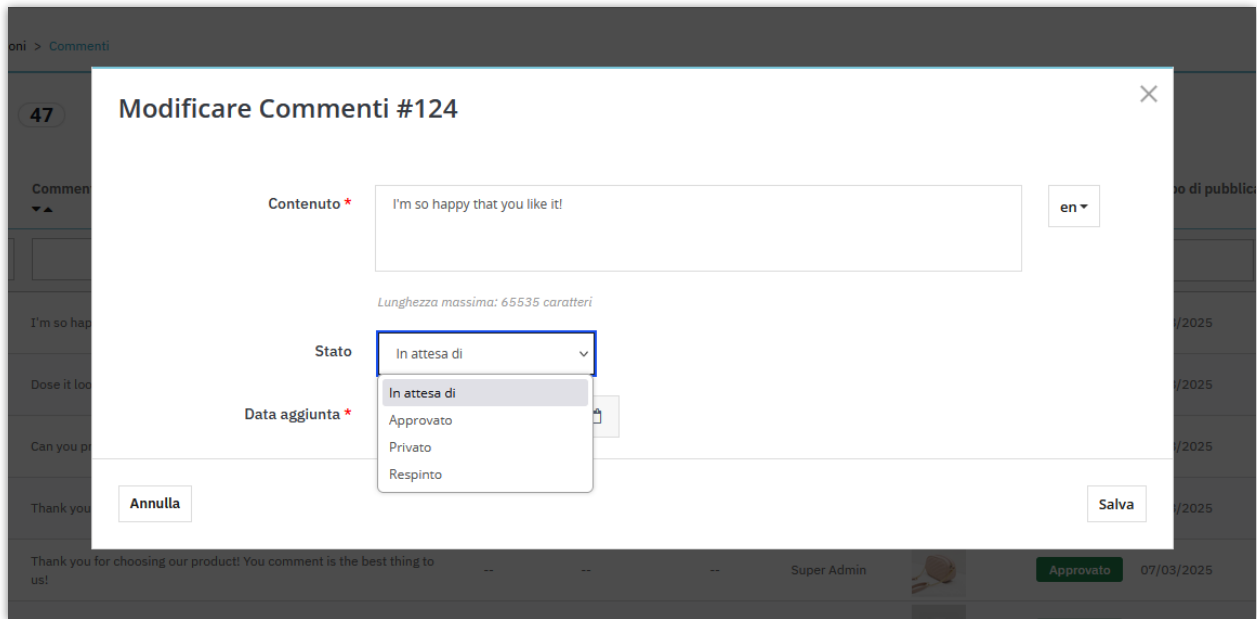 oni > Commenti
Modificare Commenti #124
47
Commen
po di pubblica
Contenuto *
I'm so happy that you like it!
en
Lunghezza massima: 65535 caratteri
I'm so hap
/2025
Stato
In attesa di
Dose it loo
/2025
In attesa di
Data aggiunta *
Approvato
Can you pr
Privato
/2025
Respinto
Annulla
Salva
Thank you
/2025
Thank you for choosing our product! You comment is the best thing to
us!
-- -- -- Super Admin Approvato 07/03/2025